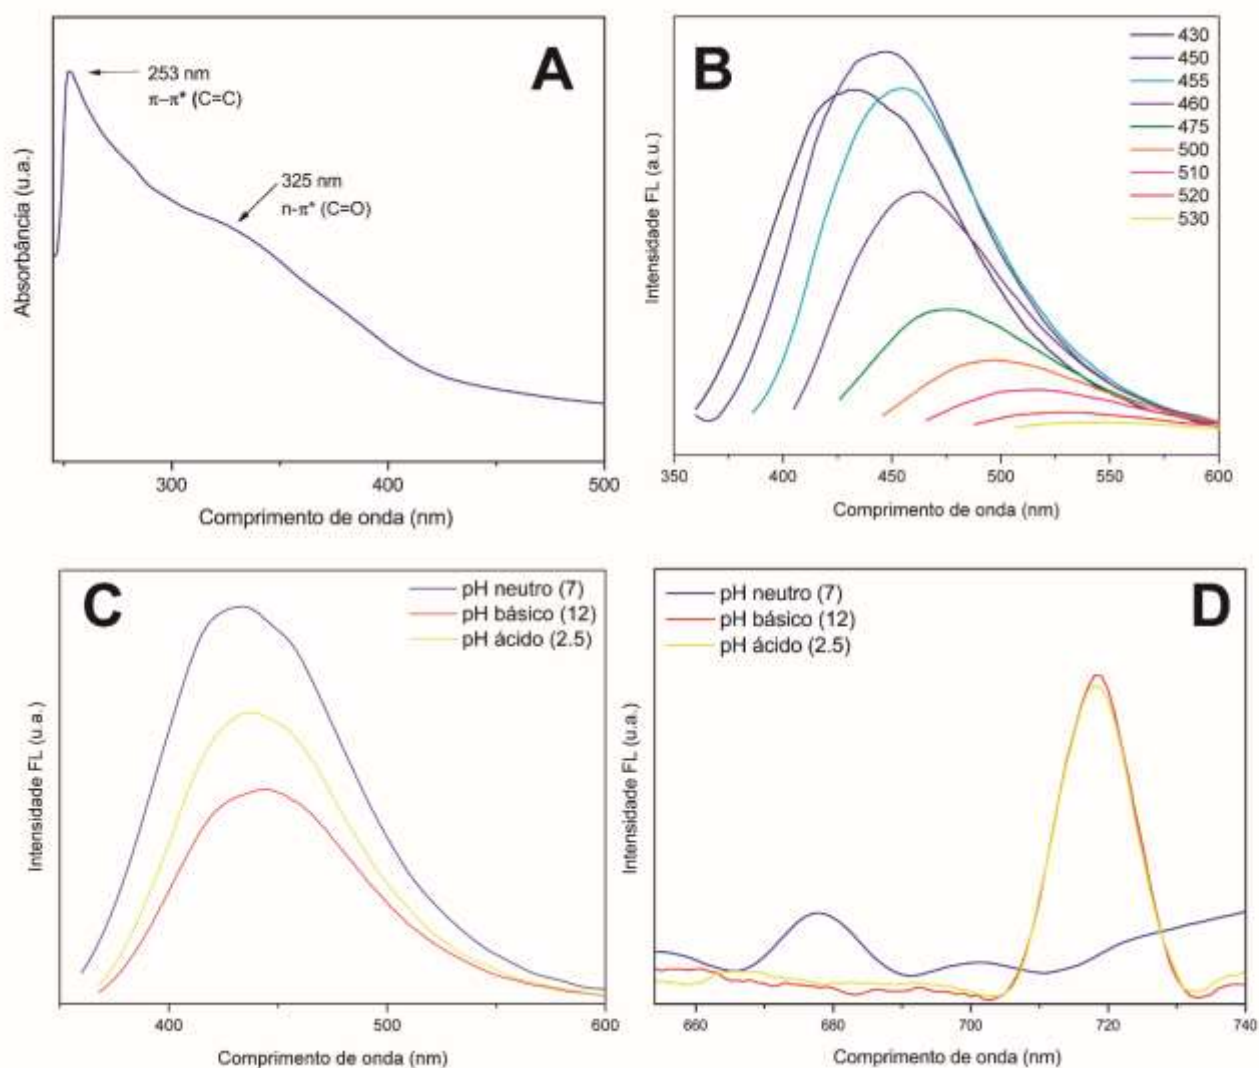 A
253 nm
π–π* (C=C)
325 nm
n-π* (C=O)
Absorbância (u.a.)
300
400
500
Comprimento de onda (nm)
B
430
450
455
460
475
500
510
520
530
Intensidade FL (a.u.)
350
400
450
500
550
600
Comprimento de onda (nm)
C
pH neutro (7)
pH básico (12)
pH ácido (2.5)
Intensidade FL (u.a.)
400
500
600
Comprimento de onda (nm)
D
pH neutro (7)
pH básico (12)
pH ácido (2.5)
Intensidade FL (u.a.)
660
680
700
720
740
Comprimento de onda (nm)